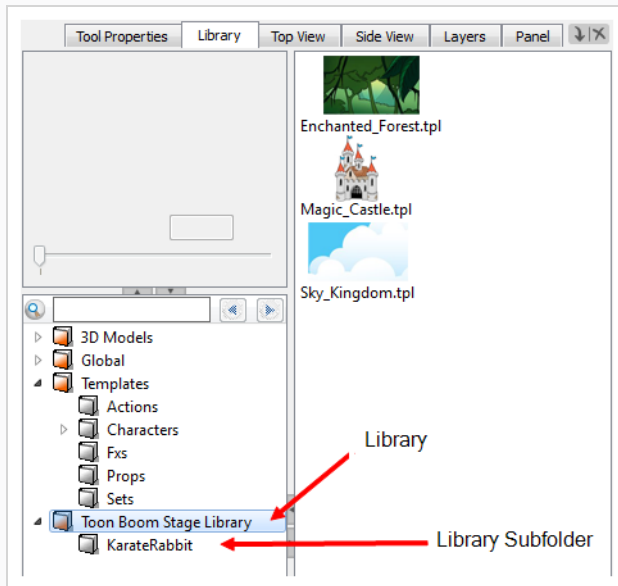 Tool Properties
Library
Top View
Side View
Layers
Panel
Enchanted_Forest.tpl
Magic_Castle.tpl
Sky_Kingdom.tpl
3D Models
Global
Templates
Actions
Characters
Fxs
Props
Sets
Toon Boom Stage Library
KarateRabbit
Library
Library Subfolder